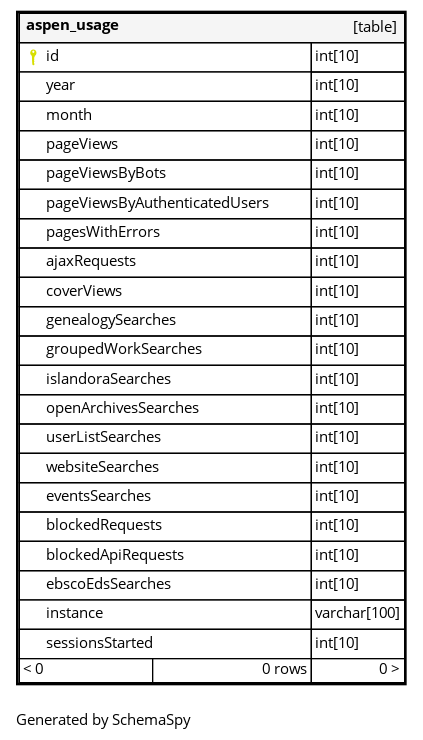 aspen_usage [table]
id int[10]
year int[10]
month int[10]
pageViews int[10]
pageViewsByBots int[10]
pageViewsByAuthenticatedUsers int[10]
pagesWithErrors int[10]
ajaxRequests int[10]
coverViews int[10]
genealogySearches int[10]
groupedWorkSearches int[10]
islandoraSearches int[10]
openArchivesSearches int[10]
userListSearches int[10]
websiteSearches int[10]
eventsSearches int[10]
blockedRequests int[10]
blockedApiRequests int[10]
ebscoEdsSearches int[10]
instance varchar[100]
sessionsStarted int[10]
< 0 0 rows 0 >
Generated by SchemaSpy